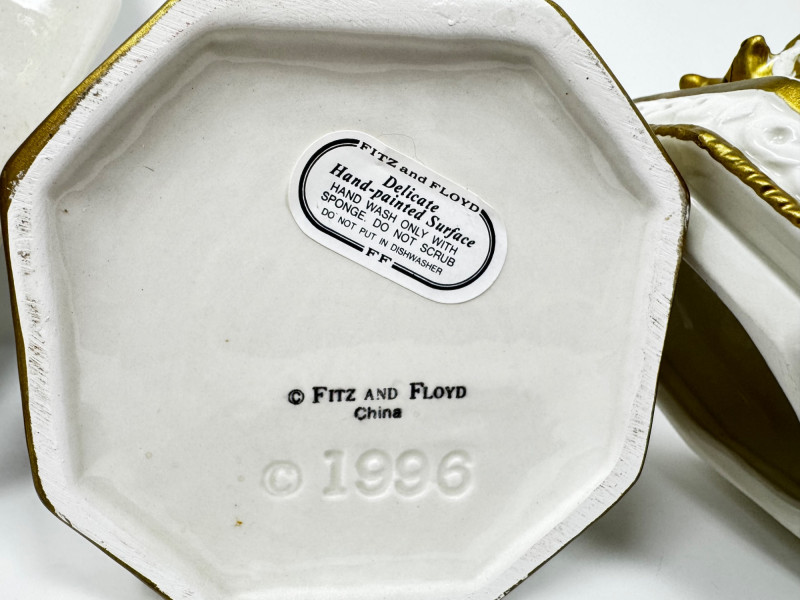 FITZ and FLOYD
Delicate
Hand-painted Surface
HAND WASH ONLY WITH
SPONGE. DO NOT SCRUB
DO NOT PUT IN DISHWASHER
FF
© FITZ AND FLOYD
China
© 1996